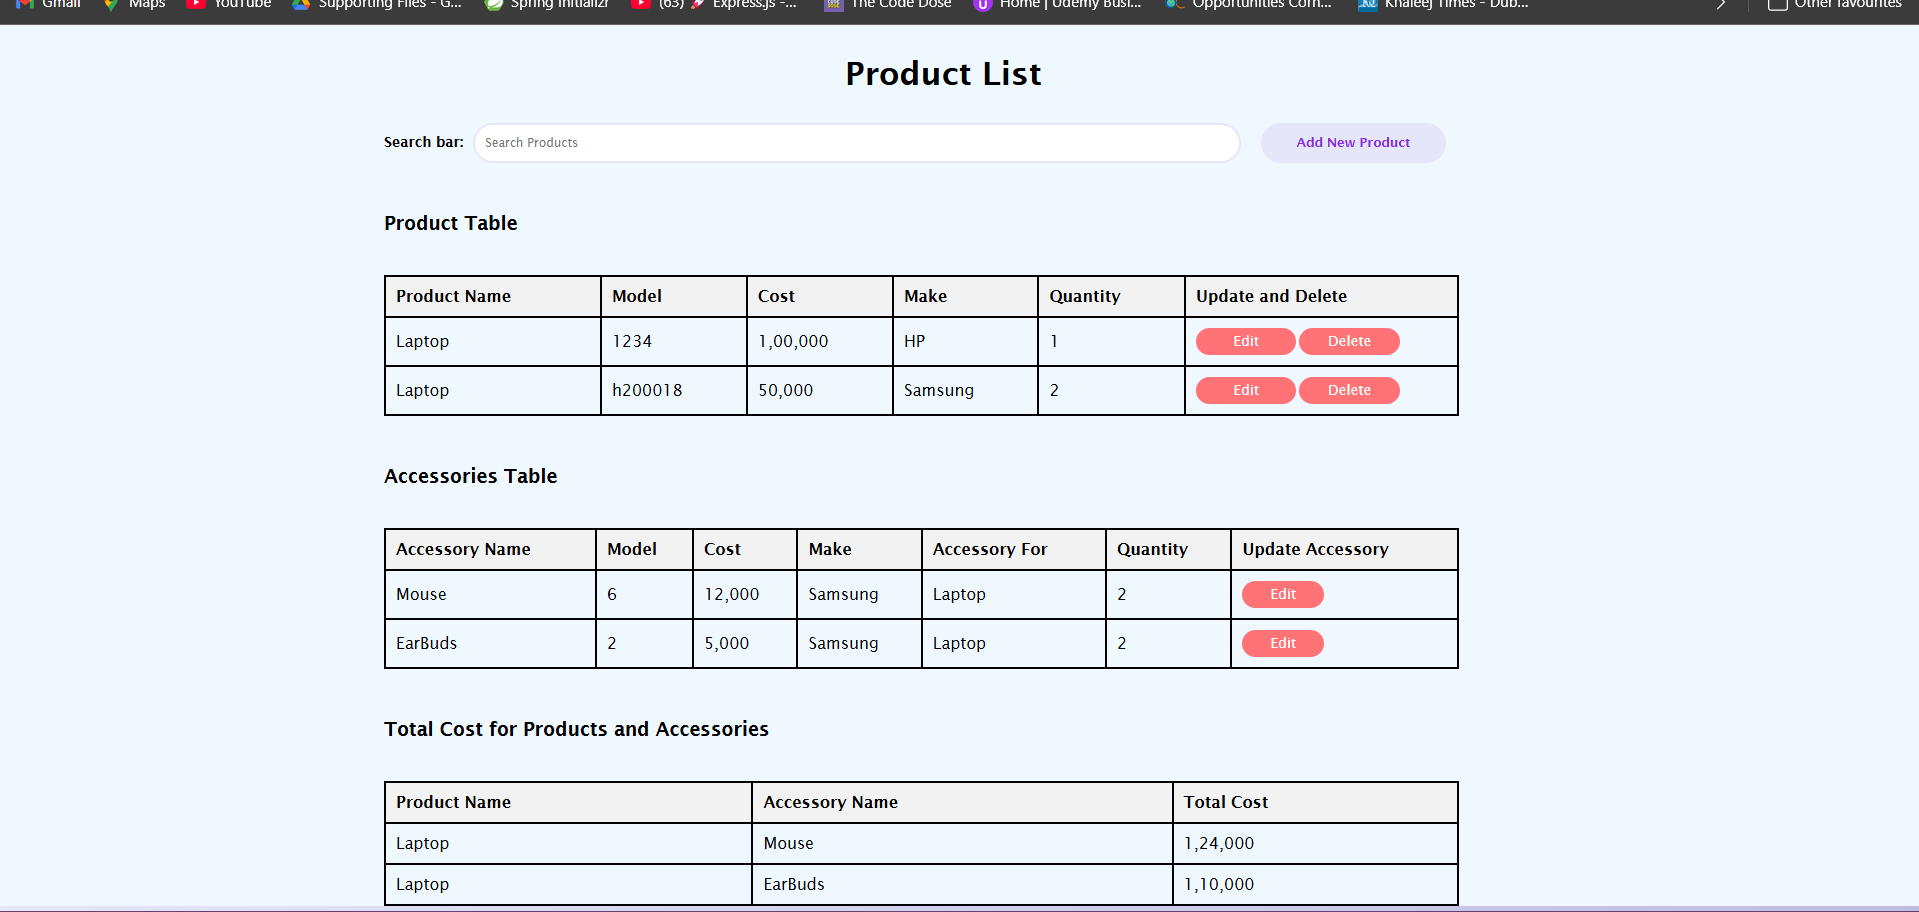 Gmail Maps YouTube Supporting Files - G... Spring Initializr (63) 🚀 Express.js -... The Code Dose Home | Udemy Busi... Opportunities Corn... Khaleej Times - Dub... Other favourites
Product List
Search bar: Search Products Add New Product
Product Table
Product Name Model Cost Make Quantity Update and Delete
Laptop 1234 1,00,000 HP 1 Edit Delete
Laptop h200018 50,000 Samsung 2 Edit Delete
Accessories Table
Accessory Name Model Cost Make Accessory For Quantity Update Accessory
Mouse 6 12,000 Samsung Laptop 2 Edit
EarBuds 2 5,000 Samsung Laptop 2 Edit
Total Cost for Products and Accessories
Product Name Accessory Name Total Cost
Laptop Mouse 1,24,000
Laptop EarBuds 1,10,000